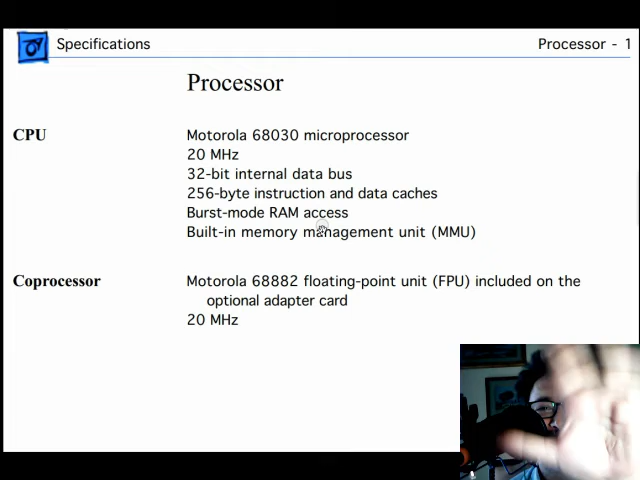 Specifications
Processor - 1
Processor
CPU
Motorola 68030 microprocessor
20 MHz
32-bit internal data bus
256-byte instruction and data caches
Burst-mode RAM access
Built-in memory management unit (MMU)
Coprocessor
Motorola 68882 floating-point unit (FPU) included on the
optional adapter card
20 MHz